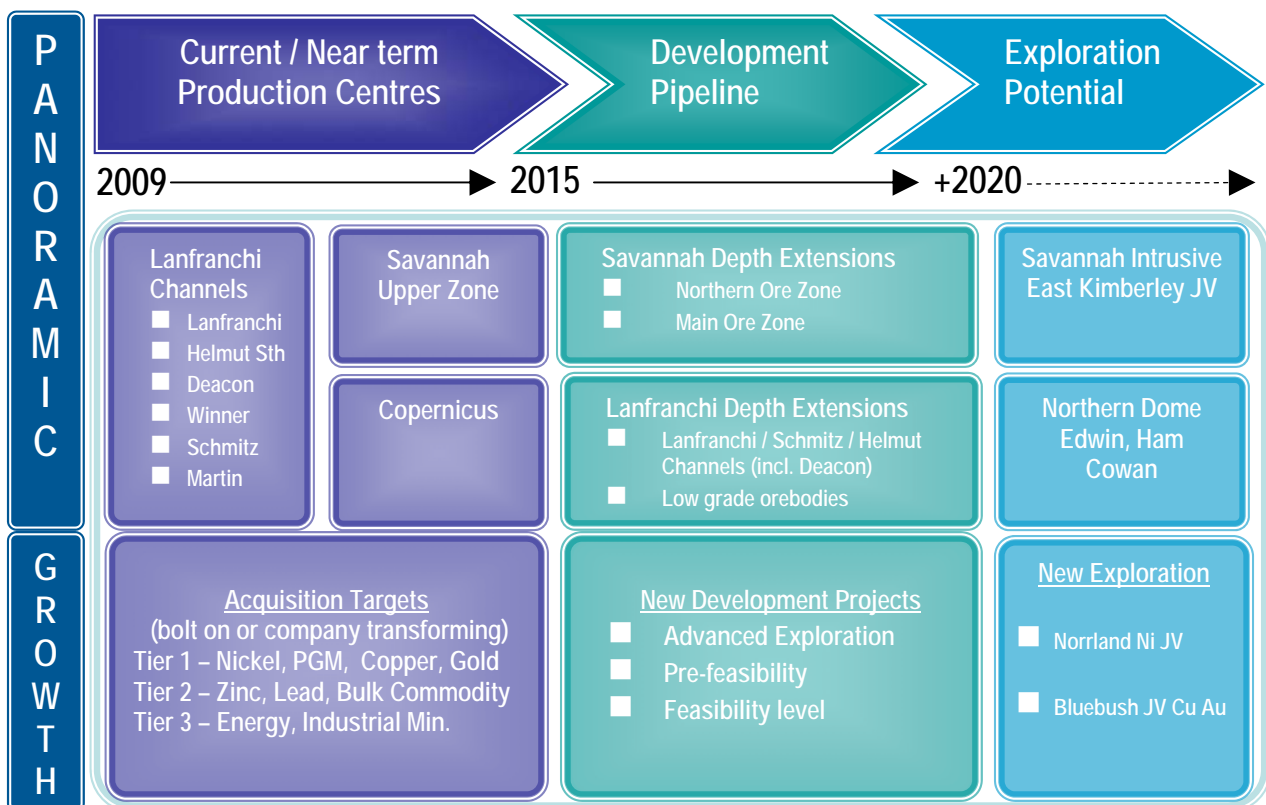 PANORAMIC
GROWTH
Current / Near term
Production Centres
Development
Pipeline
Exploration
Potential
2009
2015
+2020
Lanfranchi
Channels
Lanfranchi
Helmut Sth
Deacon
Winner
Schmitz
Martin
Savannah
Upper Zone
Copernicus
Savannah Depth Extensions
Northern Ore Zone
Main Ore Zone
Lanfranchi Depth Extensions
Lanfranchi / Schmitz / Helmut
Channels (incl. Deacon)
Low grade orebodies
Savannah Intrusive
East Kimberley JV
Northern Dome
Edwin, Ham
Cowan
Acquisition Targets
(bolt on or company transforming)
Tier 1 – Nickel, PGM, Copper, Gold
Tier 2 – Zinc, Lead, Bulk Commodity
Tier 3 – Energy, Industrial Min.
New Development Projects
Advanced Exploration
Pre-feasibility
Feasibility level
New Exploration
Norrland Ni JV
Bluebush JV Cu Au